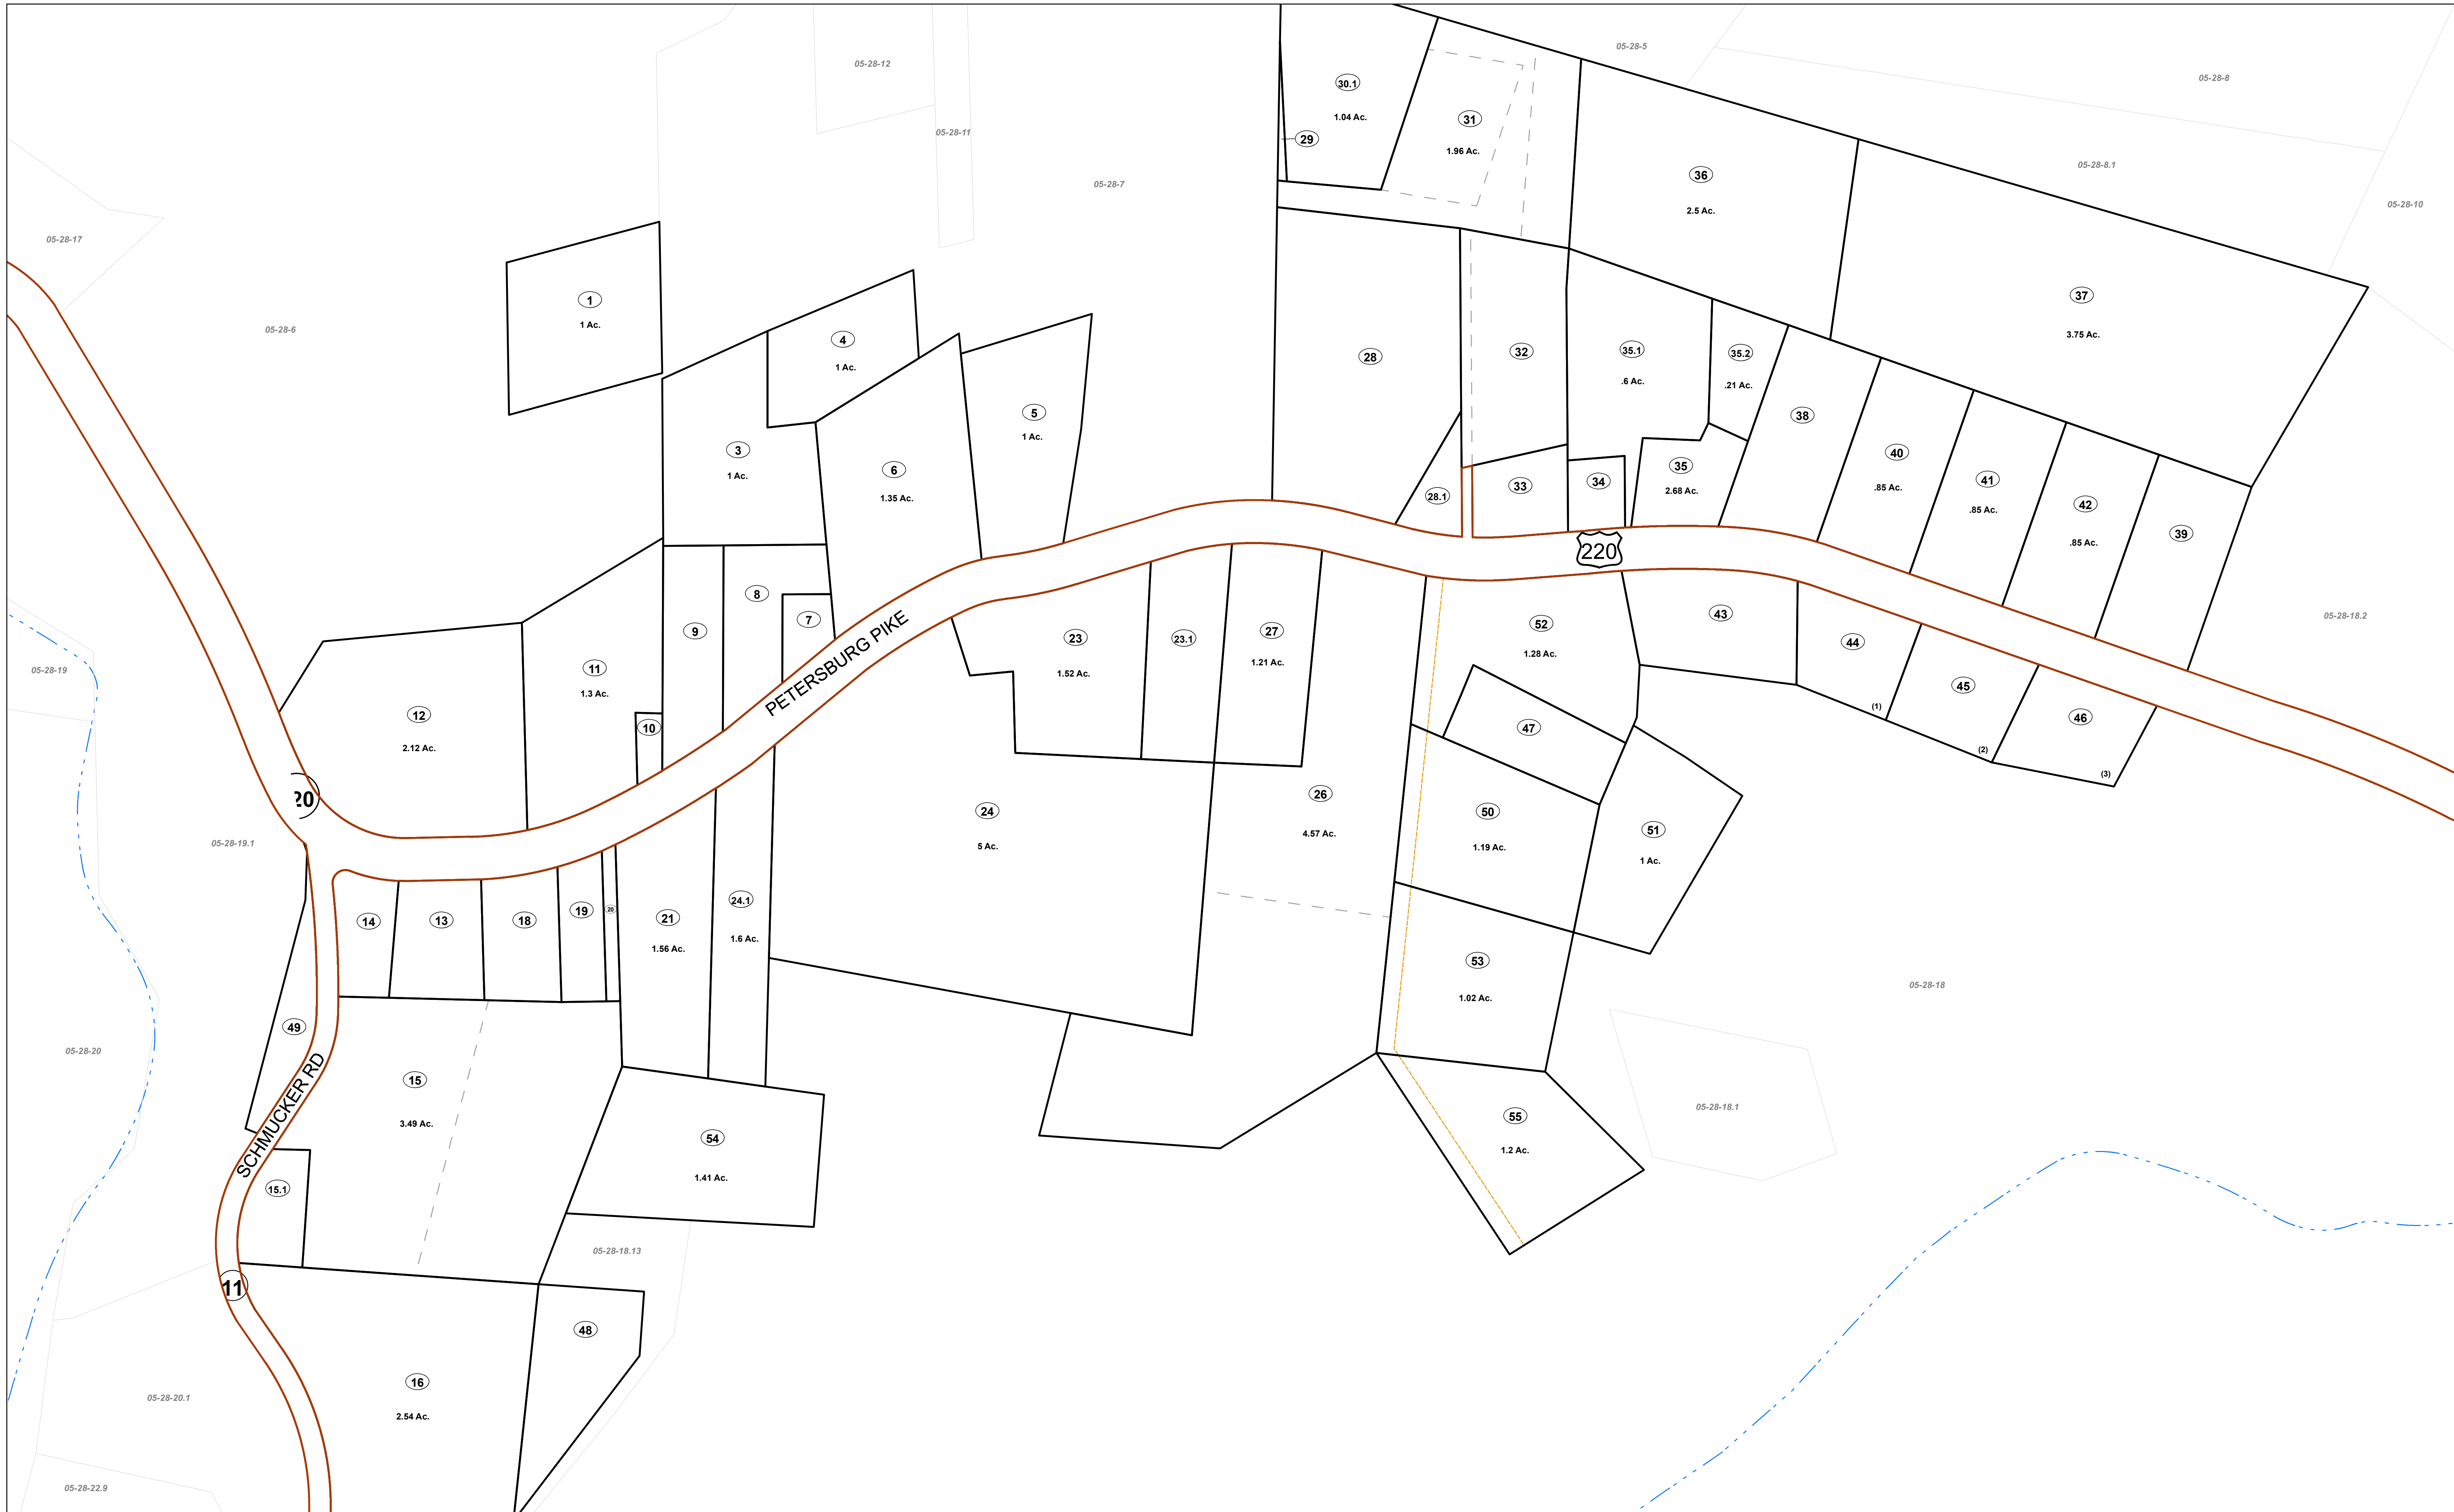 05-28-5
05-28-12
05-28-8
30.1
1.04 Ac.
31
05-28-11
29
1.96 Ac.
05-28-8.1
36
05-28-7
05-28-10
2.5 Ac.
05-28-17
37
1
1 Ac.
05-28-6
3.75 Ac.
4
1 Ac.
28
32
35.1
.6 Ac.
35.2
.21 Ac.
5
1 Ac.
38
3
1 Ac.
6
1.35 Ac.
40
.85 Ac.
35
2.68 Ac.
41
.85 Ac.
34
33
28.1
42
.85 Ac.
39
220
8
7
9
PETERSBURG PIKE
23
1.52 Ac.
23.1
27
1.21 Ac.
52
1.28 Ac.
43
44
05-28-18.2
05-28-19
11
1.3 Ac.
45
(1)
12
2.12 Ac.
10
47
46
(2)
(3)
20
26
4.57 Ac.
24
5 Ac.
50
1.19 Ac.
51
1 Ac.
05-28-19.1
14
13
18
19
20
21
1.56 Ac.
24.1
1.6 Ac.
53
1.02 Ac.
05-28-18
49
05-28-20
SCHMUCKER RD
15
3.49 Ac.
05-28-18.1
55
1.2 Ac.
54
1.41 Ac.
15.1
05-28-18.13
11
48
16
2.54 Ac.
05-28-20.1
05-28-22.9